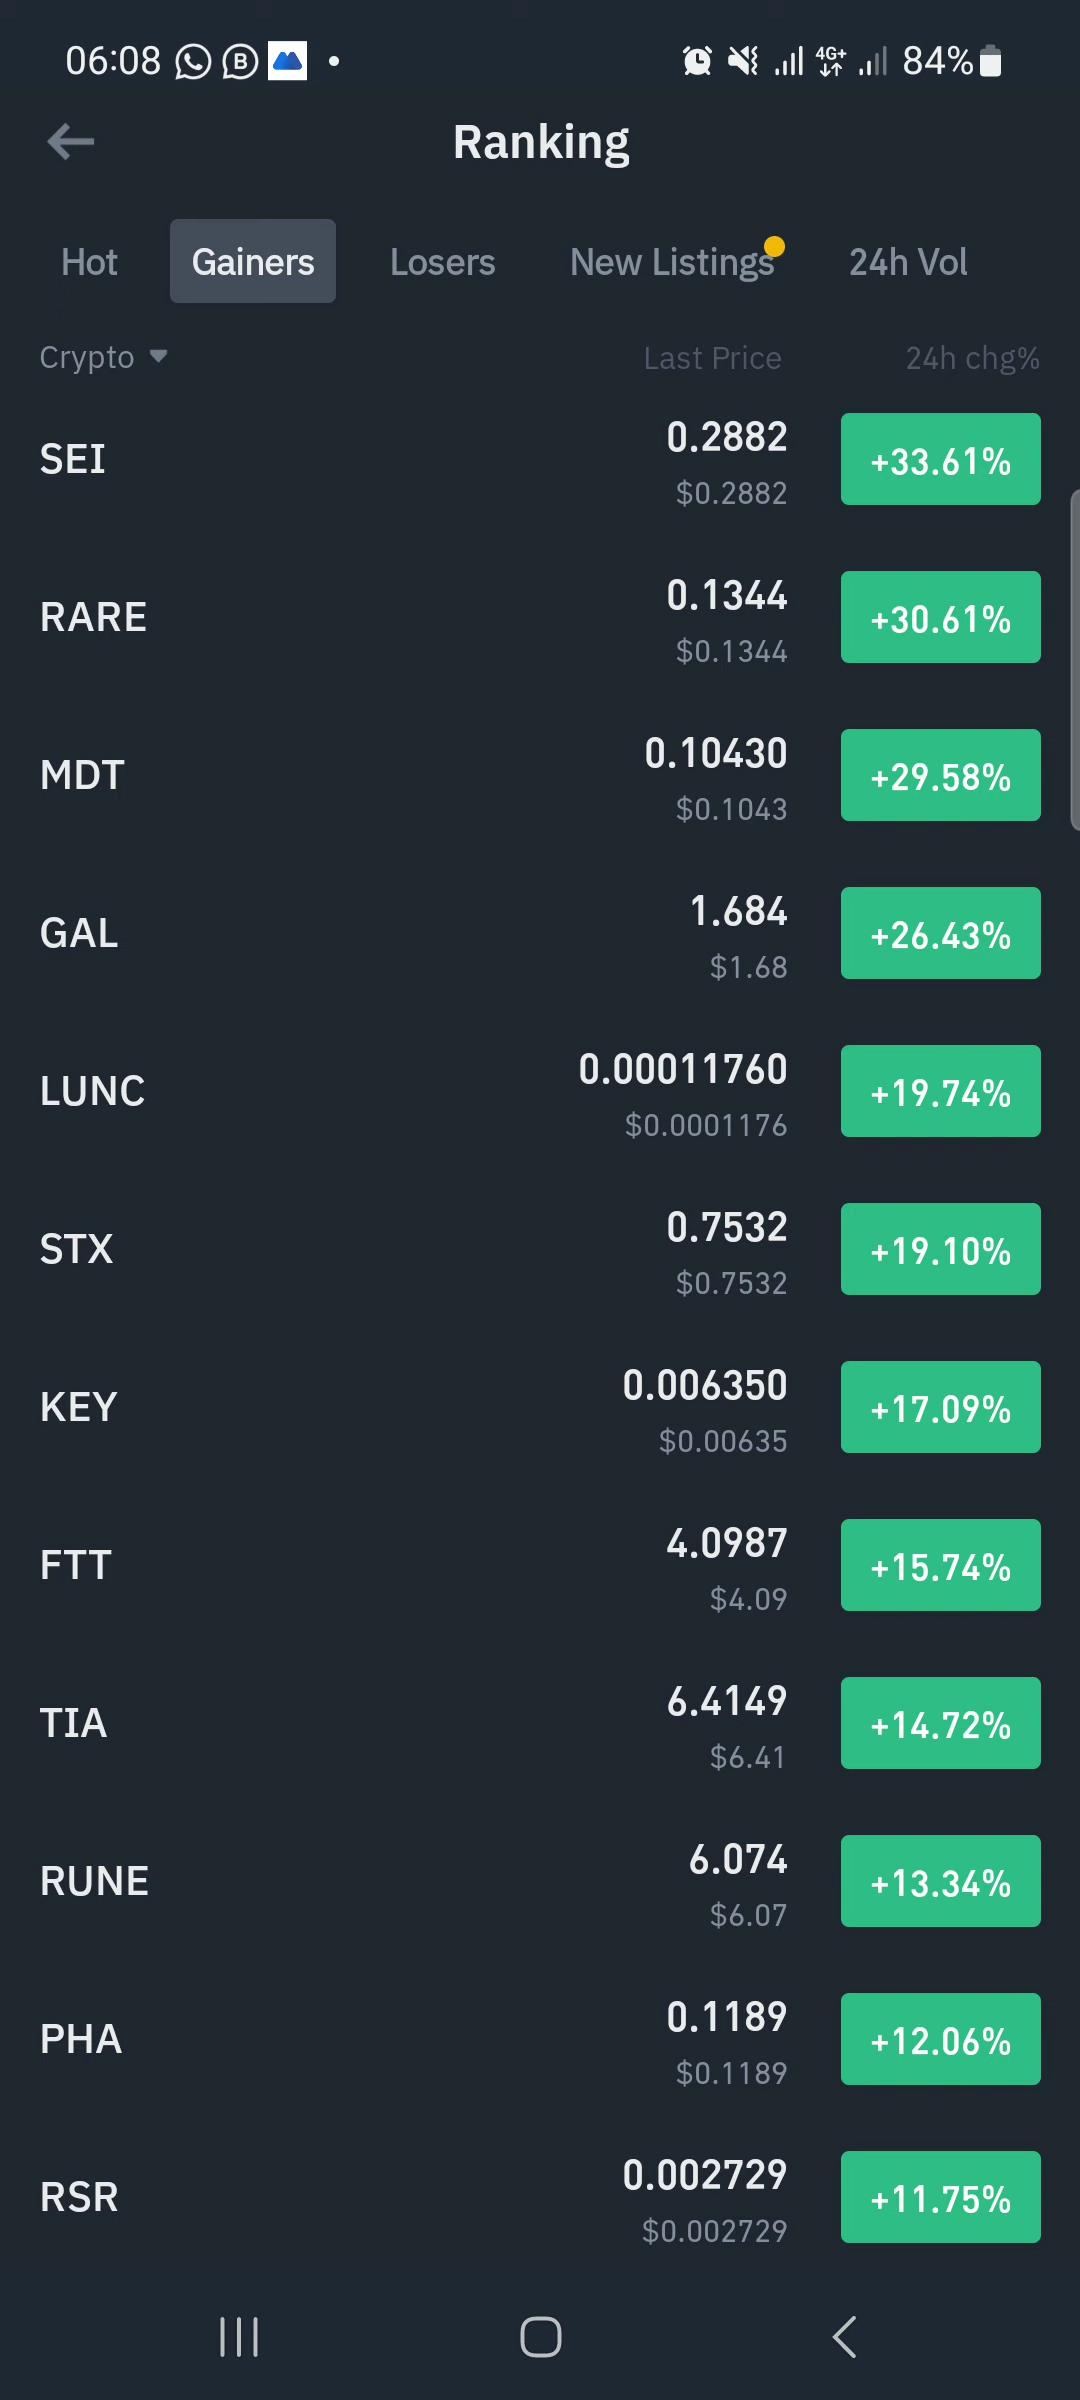 06:08 B 4G+ 84%
Ranking
Hot Gainers Losers New Listings 24h Vol
Crypto Last Price 24h chg%
SEI 0.2882 +33.61%
$0.2882
RARE 0.1344 +30.61%
$0.1344
MDT 0.10430 +29.58%
$0.1043
GAL 1.684 +26.43%
$1.68
LUNC 0.00011760 +19.74%
$0.0001176
STX 0.7532 +19.10%
$0.7532
KEY 0.006350 +17.09%
$0.00635
FTT 4.0987 +15.74%
$4.09
TIA 6.4149 +14.72%
$6.41
RUNE 6.074 +13.34%
$6.07
PHA 0.1189 +12.06%
$0.1189
RSR 0.002729 +11.75%
$0.002729